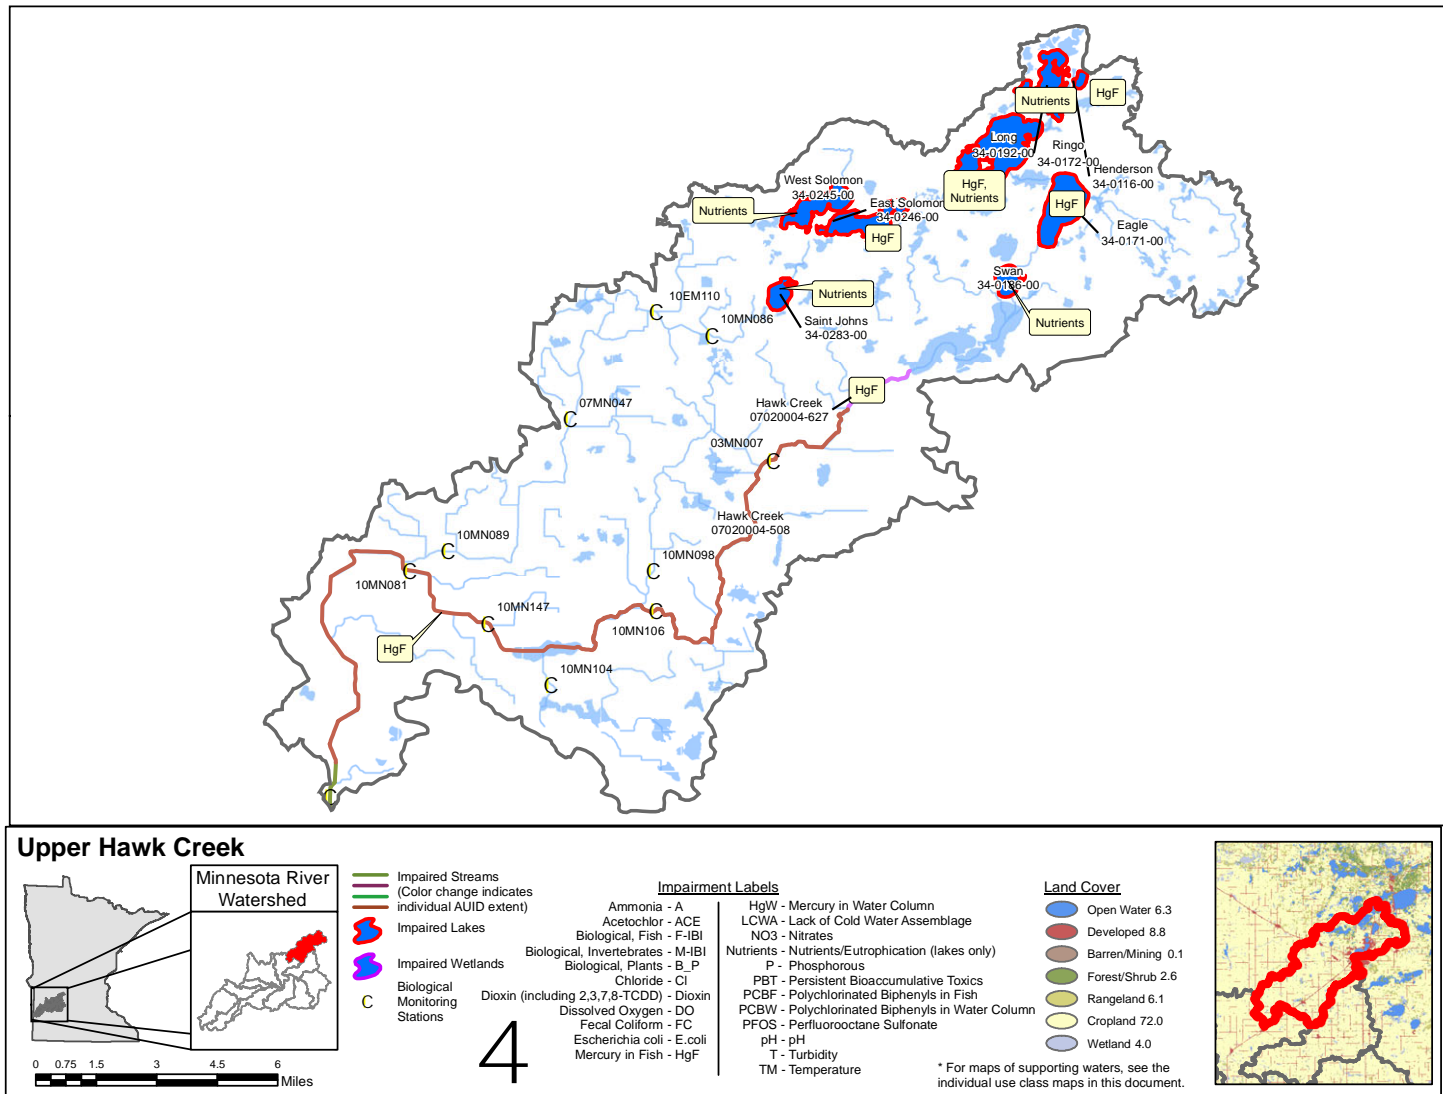 HgF
Nutrients
Long
34-0192-00
Ringo
34-0172-00
Henderson
34-0116-00
West Solomon
34-0245-00
HgF,
Nutrients
HgF
Nutrients
East Solomon
34-0246-00
Eagle
34-0171-00
HgF
Swan
34-0186-00
10EM110
Nutrients
10MN086
Saint Johns
34-0283-00
Nutrients
HgF
07MN047
Hawk Creek
07020004-627
03MN007
Hawk Creek
07020004-508
10MN089
10MN098
10MN081
10MN147
10MN106
HgF
10MN104
C
C
C
C
C
C
C
C
C
C
C
Upper Hawk Creek
Minnesota River
Watershed
0 0.75 1.5 3 4.5 6
Miles
Impaired Streams
(Color change indicates
individual AUID extent)
Impaired Lakes
Impaired Wetlands
C
Biological
Monitoring
Stations
4
Impairment Labels
Ammonia - A
Acetochlor - ACE
Biological, Fish - F-IBI
Biological, Invertebrates - M-IBI
Biological, Plants - B_P
Chloride - Cl
Dioxin (including 2,3,7,8-TCDD) - Dioxin
Dissolved Oxygen - DO
Fecal Coliform - FC
Escherichia coli - E.coli
Mercury in Fish - HgF
HgW - Mercury in Water Column
LCWA - Lack of Cold Water Assemblage
NO3 - Nitrates
Nutrients - Nutrients/Eutrophication (lakes only)
P - Phosphorous
PBT - Persistent Bioaccumulative Toxics
PCBF - Polychlorinated Biphenyls in Fish
PCBW - Polychlorinated Biphenyls in Water Column
PFOS - Perfluorooctane Sulfonate
pH - pH
T - Turbidity
TM - Temperature
Land Cover
Open Water 6.3
Developed 8.8
Barren/Mining 0.1
Forest/Shrub 2.6
Rangeland 6.1
Cropland 72.0
Wetland 4.0
* For maps of supporting waters, see the
individual use class maps in this document.